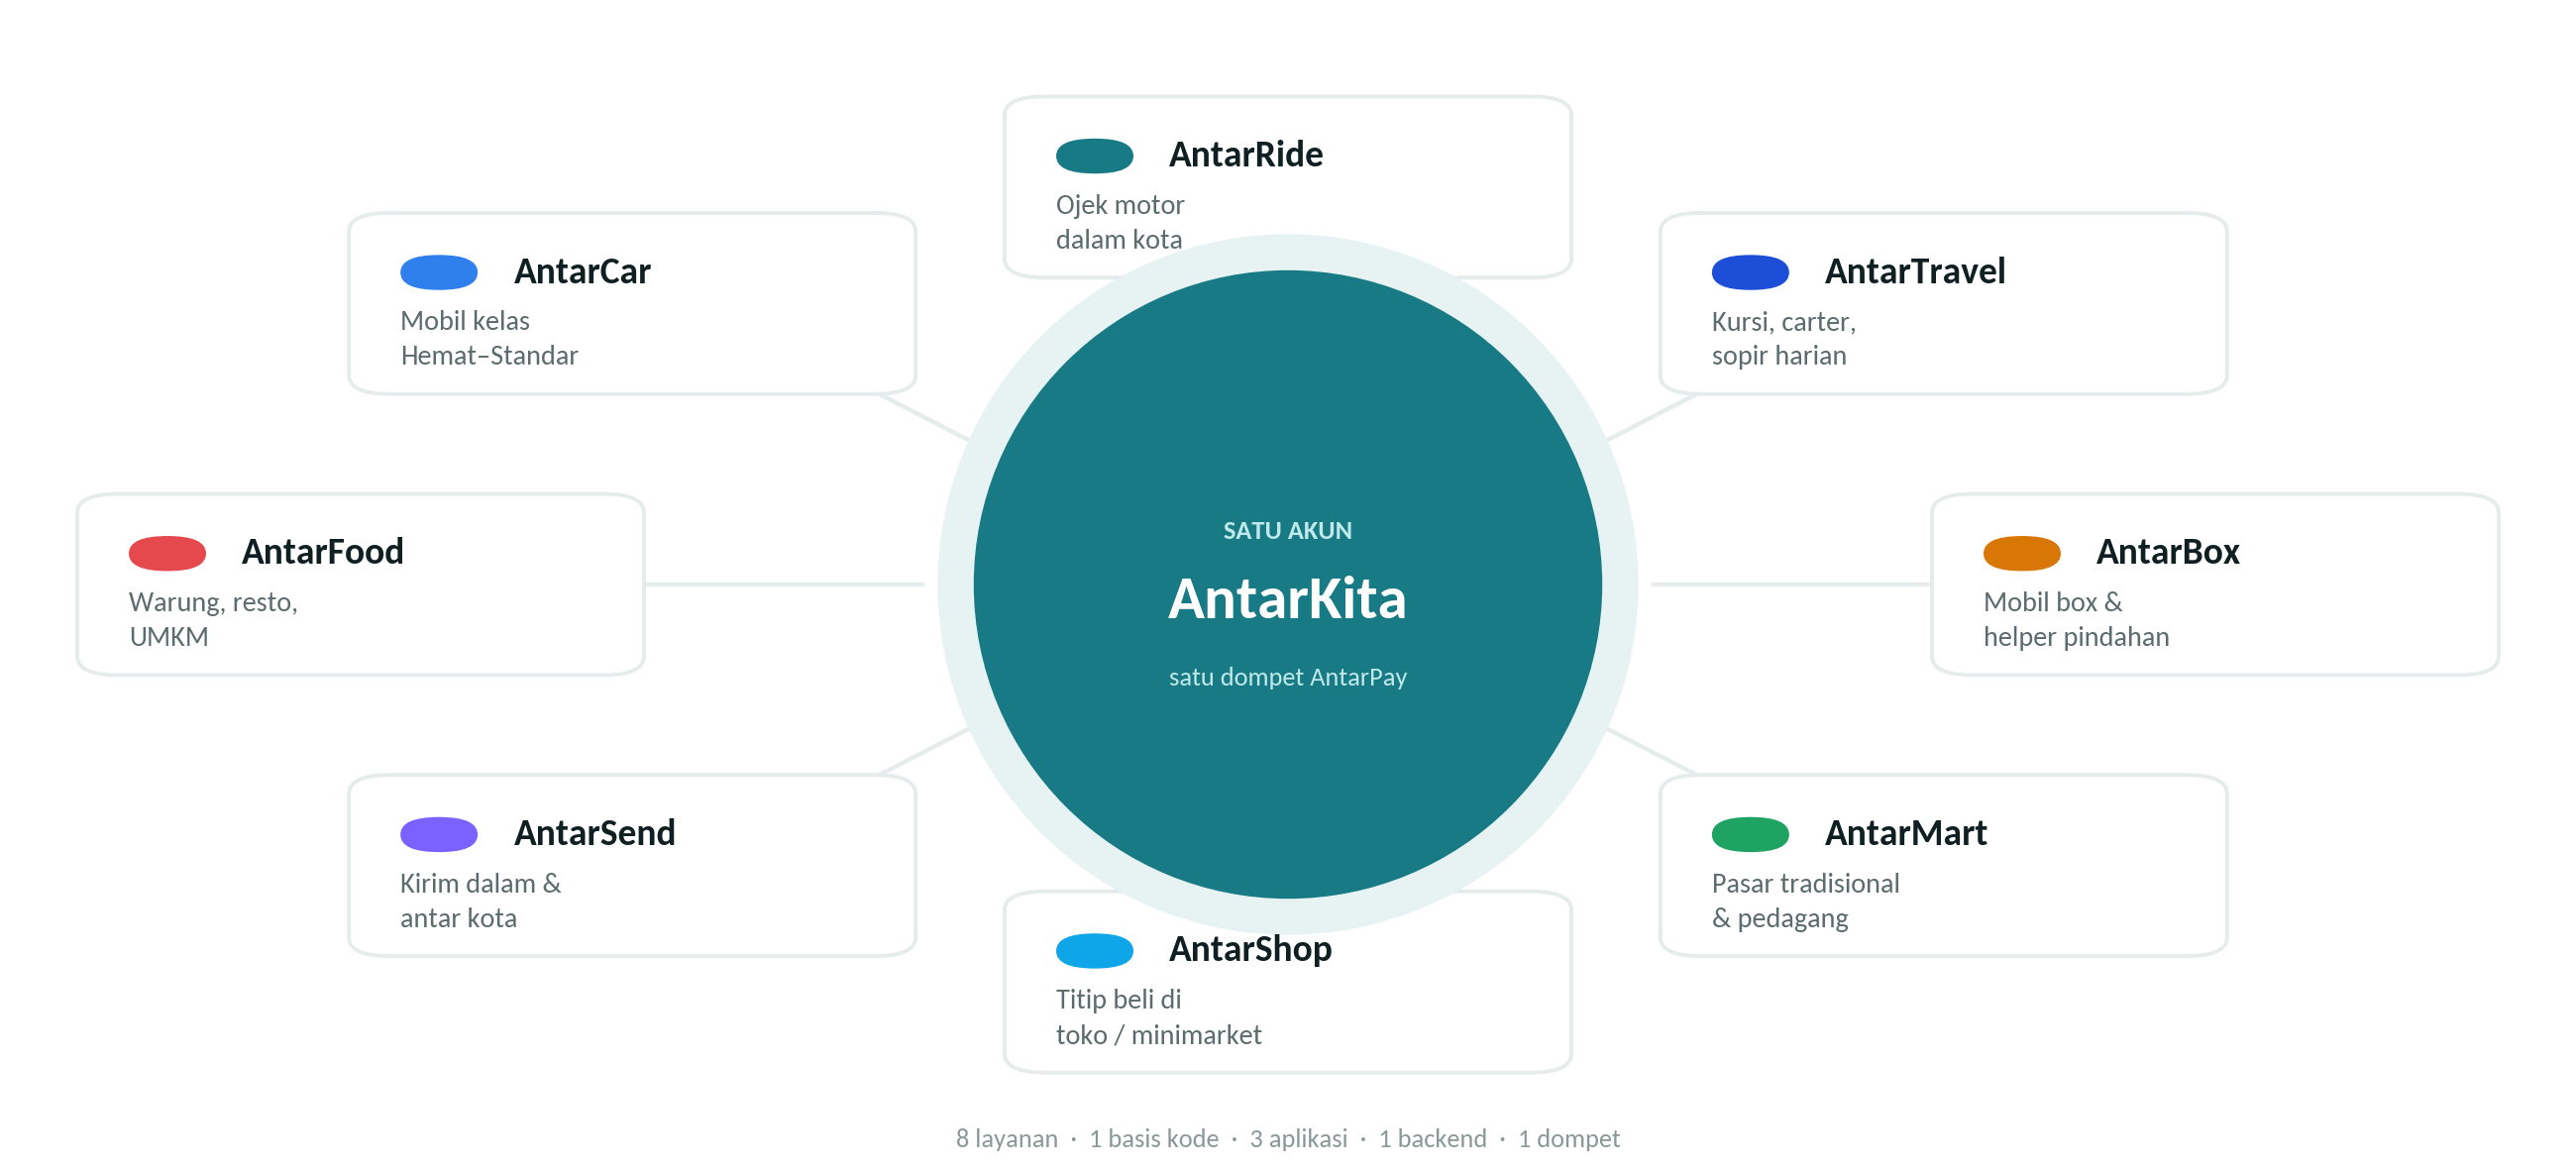 AntarRide
Ojek motor
dalam kota
AntarCar
Mobil kelas
Hemat–Standar
AntarTravel
Kursi, carter,
sopir harian
AntarFood
Warung, resto,
UMKM
SATU AKUN
AntarKita
satu dompet AntarPay
AntarBox
Mobil box &
helper pindahan
AntarSend
Kirim dalam &
antar kota
AntarMart
Pasar tradisional
& pedagang
AntarShop
Titip beli di
toko / minimarket
8 layanan · 1 basis kode · 3 aplikasi · 1 backend · 1 dompet